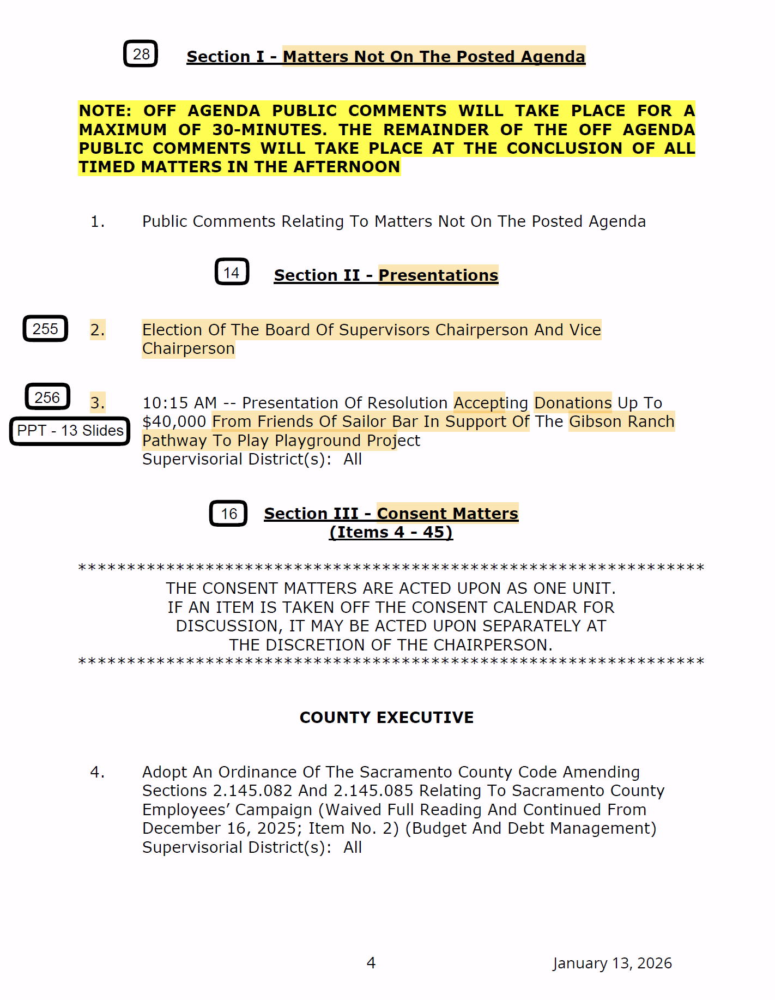 28
Section I - Matters Not On The Posted Agenda
NOTE: OFF AGENDA PUBLIC COMMENTS WILL TAKE PLACE FOR A
MAXIMUM OF 30-MINUTES. THE REMAINDER OF THE OFF AGENDA
PUBLIC COMMENTS WILL TAKE PLACE AT THE CONCLUSION OF ALL
TIMED MATTERS IN THE AFTERNOON
1. Public Comments Relating To Matters Not On The Posted Agenda
14
Section II - Presentations
255
2. Election Of The Board Of Supervisors Chairperson And Vice
Chairperson
256
3. 10:15 AM -- Presentation Of Resolution Accepting Donations Up To
PPT - 13 Slides
$40,000 From Friends Of Sailor Bar In Support Of The Gibson Ranch
Pathway To Play Playground Project
Supervisorial District(s): All
16
Section III - Consent Matters
(Items 4 - 45)
****************************************************************
THE CONSENT MATTERS ARE ACTED UPON AS ONE UNIT.
IF AN ITEM IS TAKEN OFF THE CONSENT CALENDAR FOR
DISCUSSION, IT MAY BE ACTED UPON SEPARATELY AT
THE DISCRETION OF THE CHAIRPERSON.
****************************************************************
COUNTY EXECUTIVE
4. Adopt An Ordinance Of The Sacramento County Code Amending
Sections 2.145.082 And 2.145.085 Relating To Sacramento County
Employees’ Campaign (Waived Full Reading And Continued From
December 16, 2025; Item No. 2) (Budget And Debt Management)
Supervisorial District(s): All
4
January 13, 2026